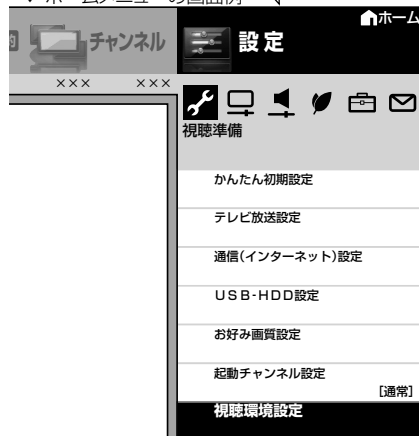 ホームメニューの画面例
チャンネル
設定
ホーム
×××　×××
視聴準備
かんたん初期設定
テレビ放送設定
通信(インターネット)設定
ＵＳＢ-ＨＤＤ設定
お好み画質設定
起動チャンネル設定
[通常]
視聴環境設定